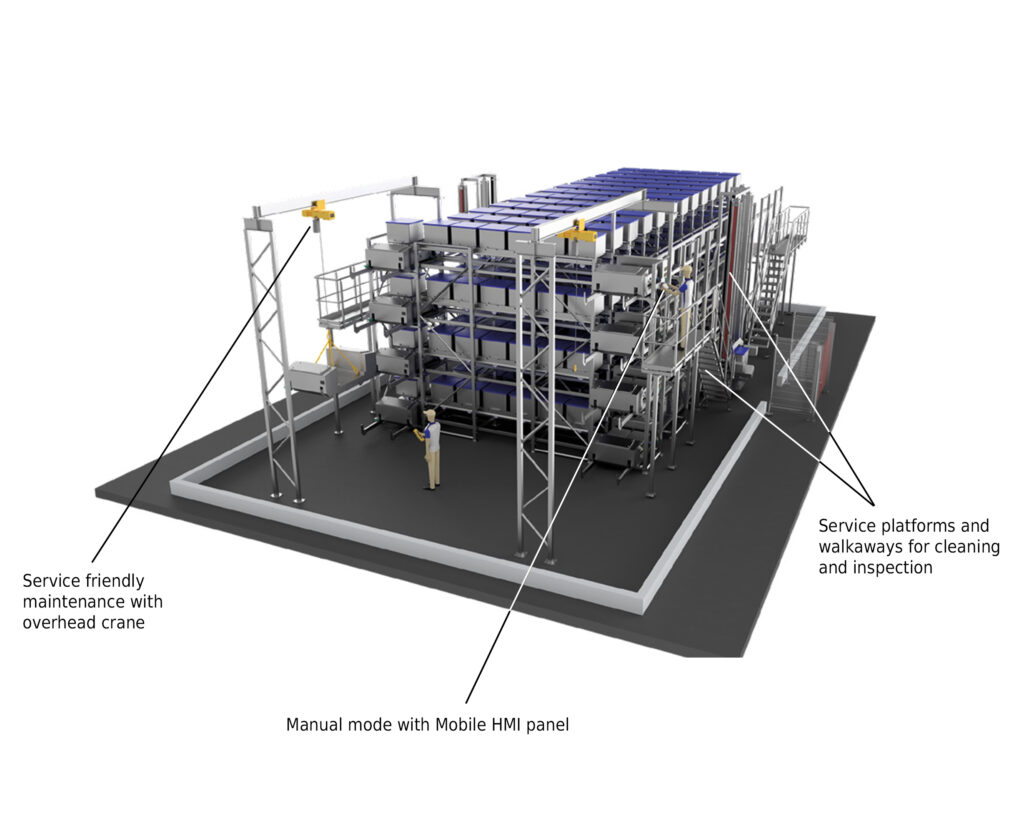 Service friendly
maintenance with
overhead crane
Manual mode with Mobile HMI panel
Service platforms and
walkaways for cleaning
and inspection